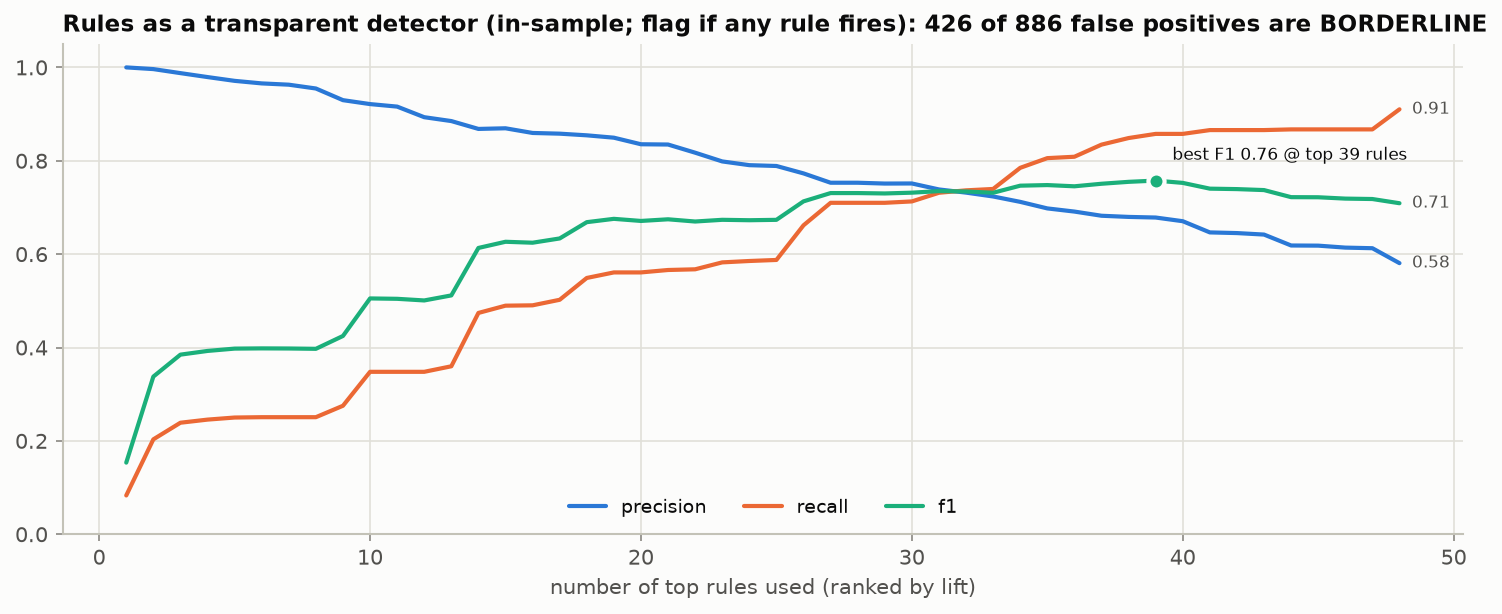 Rules as a transparent detector (in-sample; flag if any rule fires): 426 of 886 false positives are BORDERLINE
1.0
0.8
0.6
0.4
0.2
0.0
0.91
best F1 0.76 @ top 39 rules
0.71
0.58
precision
recall
f1
0
10
20
30
40
50
number of top rules used (ranked by lift)